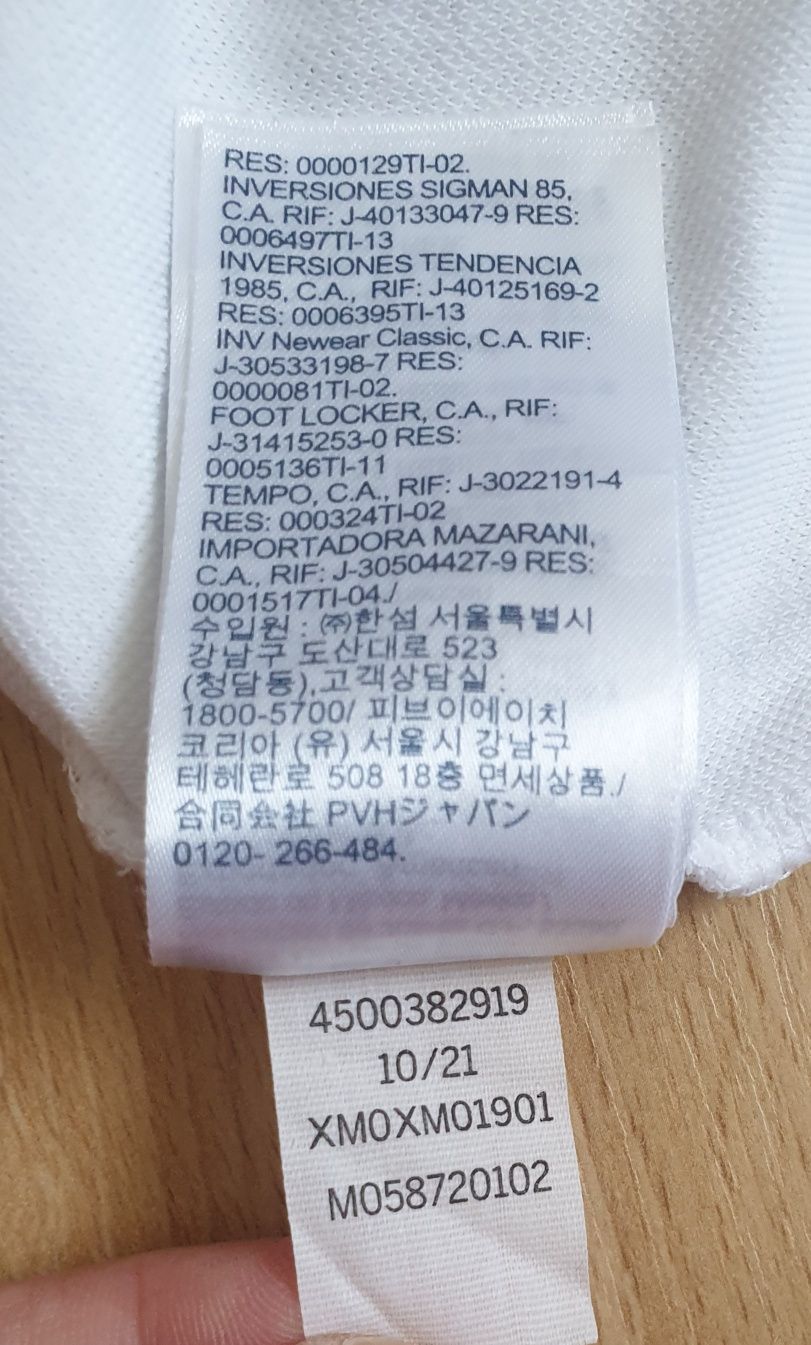 RES: 0000129TI-02.
INVERSIONES SIGMAN 85,
C.A. RIF: J-40133047-9 RES:
0006497TI-13
INVERSIONES TENDENCIA
1985, C.A., RIF: J-40125169-2
RES: 0006395TI-13
INV Newear Classic, C.A. RIF:
J-30533198-7 RES:
0000081TI-02.
FOOT LOCKER, C.A., RIF:
J-31415253-0 RES:
0005136TI-11
TEMPO, C.A., RIF: J-3022191-4
RES: 000324TI-02
IMPORTADORA MAZARANI,
C.A., RIF: J-30504427-9 RES:
0001517TI-04./
수입원 : ㈜한섬 서울특별시
강남구 도산대로 523
(청담동),고객상담실 :
1800-5700/ 피브이에이치
코리아 (유) 서울시 강남구
테헤란로 508 18층 면세상품./
合同会社 PVHジャパン
0120- 266-484.
4500382919
10/21
XM0XM01901
M058720102